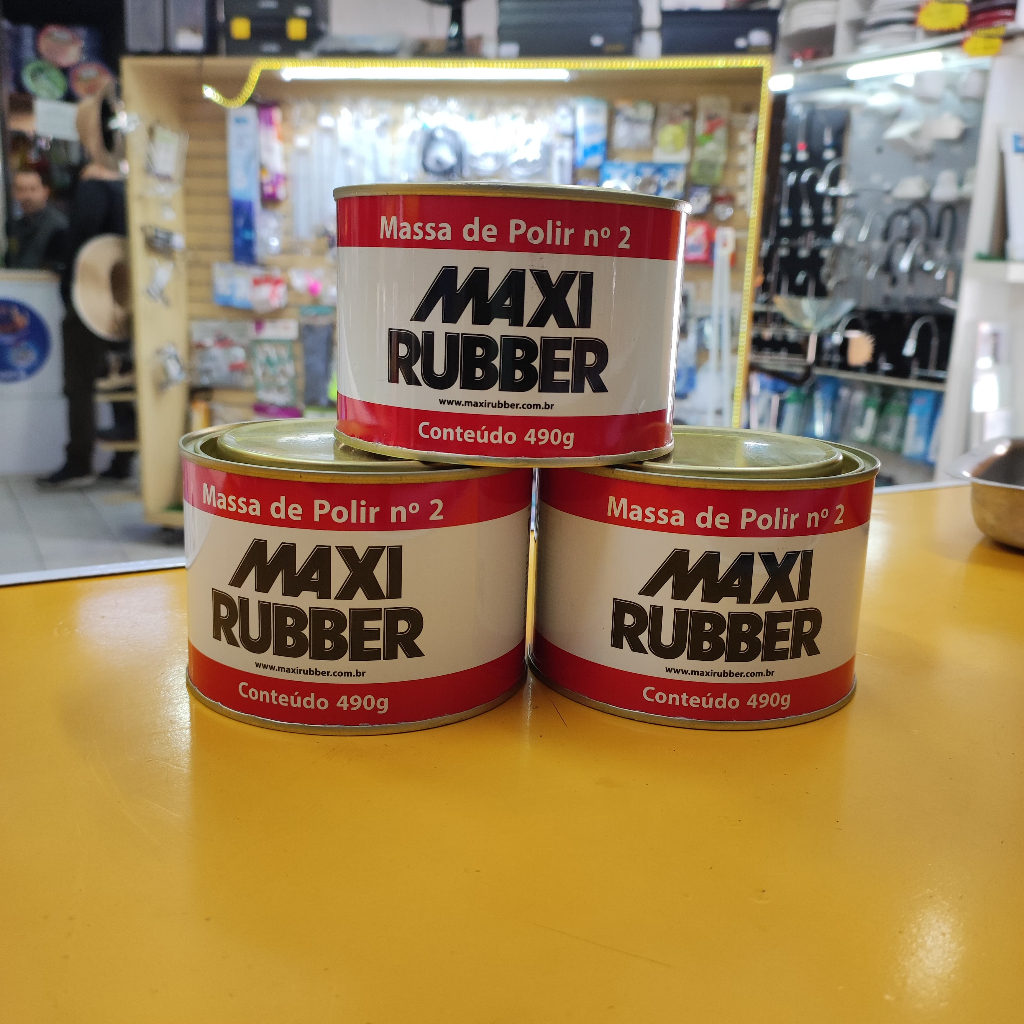 Massa de Polir nº 2
MAXI
RUBBER
www.maxirubber.com.br
Conteúdo 490g
Massa de Polir nº 2
MAXI
RUBBER
www.maxirubber.com.br
Conteúdo 490g
Massa de Polir nº 2
MAXI
RUBBER
www.maxirubber.com.br
Conteúdo 490g